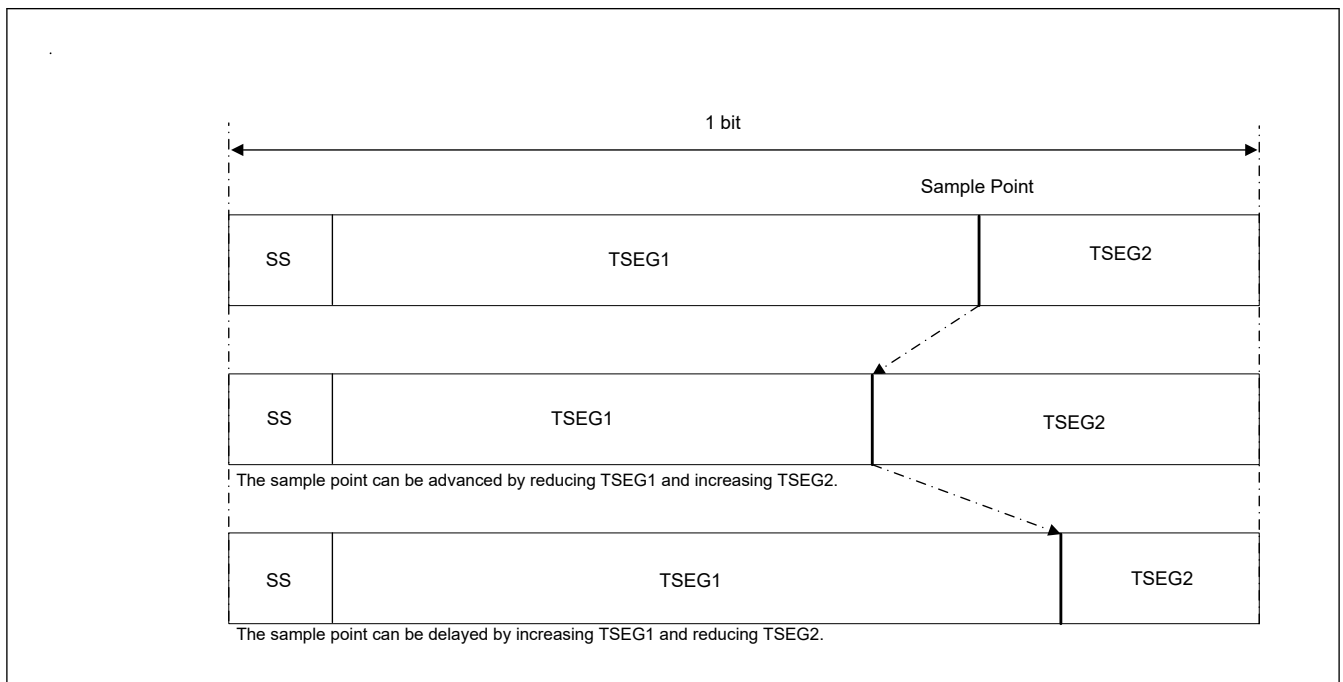 1 bit
Sample Point
SS TSEG1 TSEG2
SS TSEG1 TSEG2
The sample point can be advanced by reducing TSEG1 and increasing TSEG2.
SS TSEG1 TSEG2
The sample point can be delayed by increasing TSEG1 and reducing TSEG2.